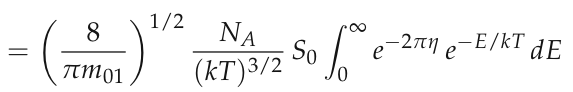 = \left( \frac{8}{\pi m_{01}} \right)^{1/2} \frac{N_A}{(kT)^{3/2}} S_0 \int_0^\infty e^{-2\pi\eta} e^{-E/kT} dE